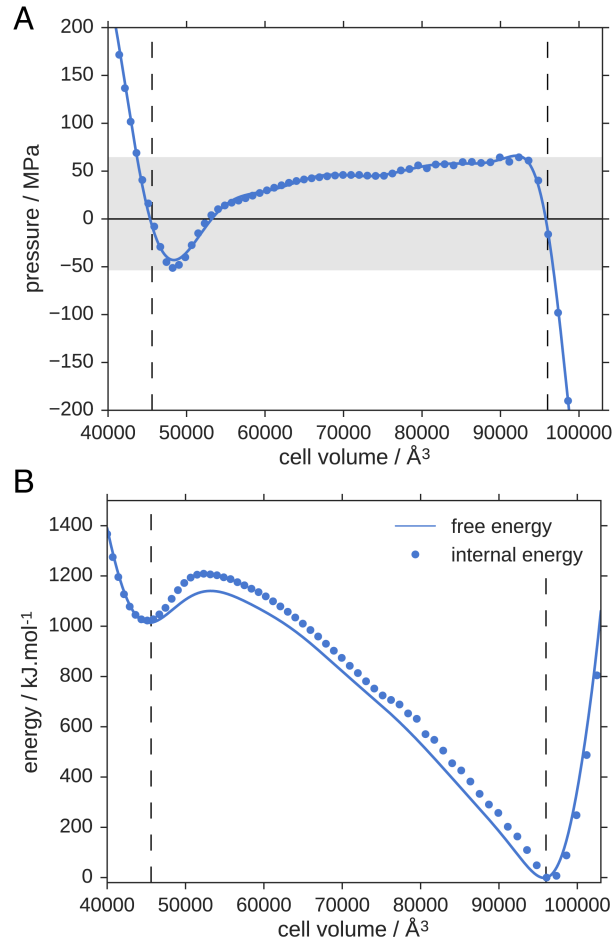 A
200
150
100
50
0
−50
−100
−150
−200
pressure / MPa
40000 50000 60000 70000 80000 90000 100000
cell volume / Å3
B
1400
1200
1000
800
600
400
200
0
energy / kJ.mol-1
free energy
internal energy
40000 50000 60000 70000 80000 90000 100000
cell volume / Å3